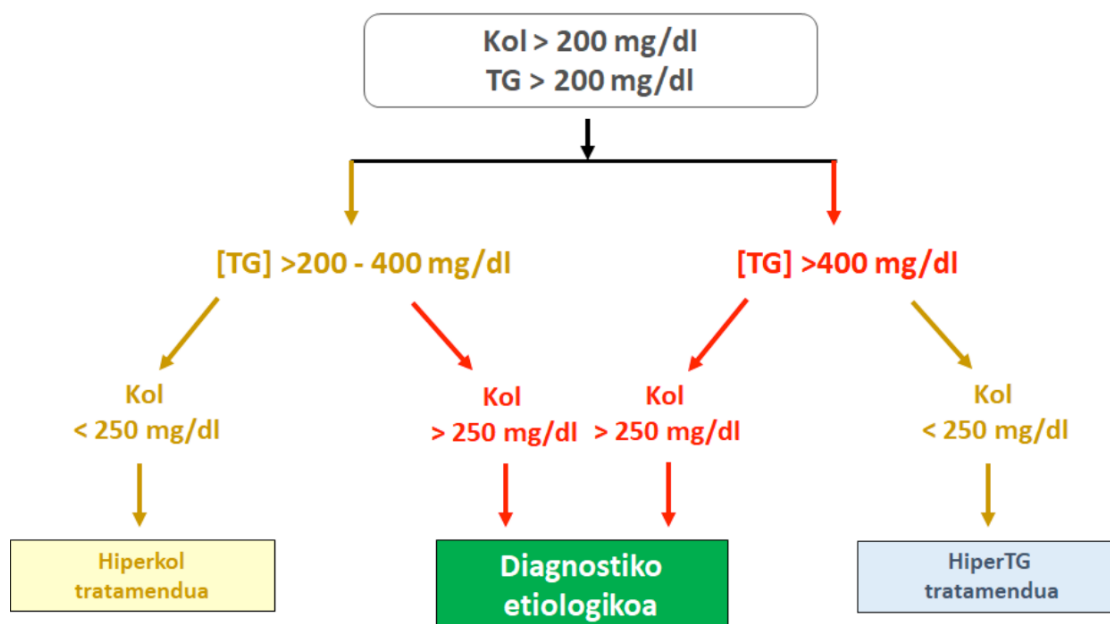 Kol > 200 mg/dl
TG > 200 mg/dl
[TG] >200 - 400 mg/dl
[TG] >400 mg/dl
Kol
< 250 mg/dl
Kol
> 250 mg/dl
Kol
> 250 mg/dl
Kol
< 250 mg/dl
Hiperkol
tratamendua
Diagnostiko
etiologikoa
HiperTG
tratamendua